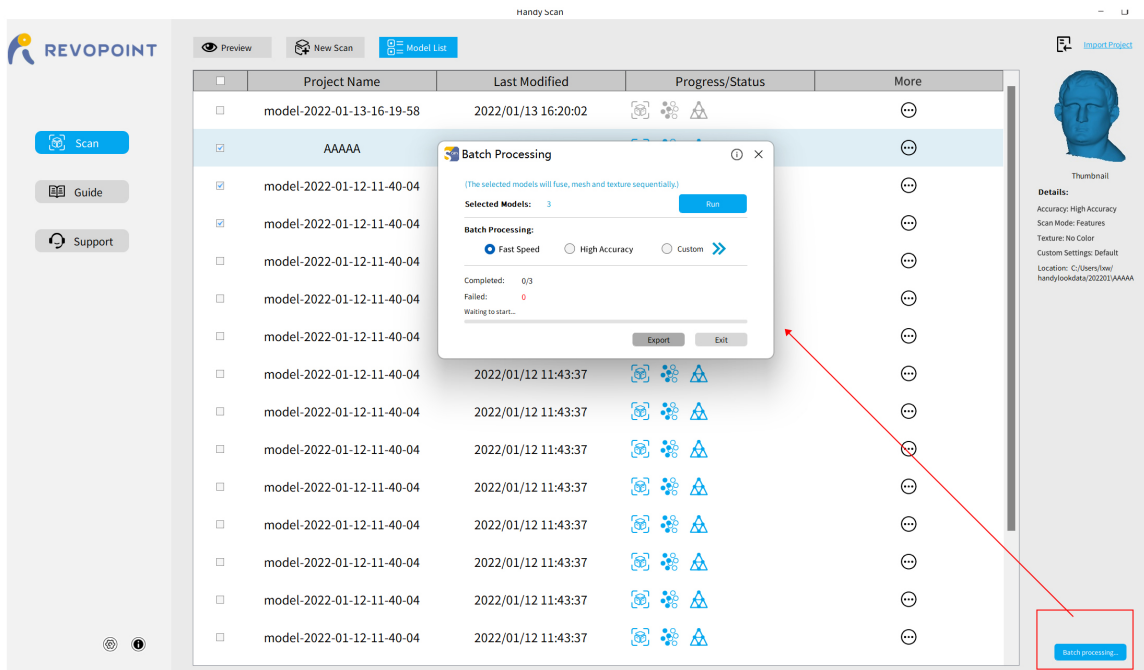 Handy Scan
REVOPOINT
Preview
New Scan
Model List
Import Project
Scan
Guide
Support
Project Name Last Modified Progress/Status More
model-2022-01-13-16-19-58 2022/01/13 16:20:02
AAAAA
model-2022-01-12-11-40-04
model-2022-01-12-11-40-04
model-2022-01-12-11-40-04
model-2022-01-12-11-40-04
model-2022-01-12-11-40-04
model-2022-01-12-11-40-04 2022/01/12 11:43:37
model-2022-01-12-11-40-04 2022/01/12 11:43:37
model-2022-01-12-11-40-04 2022/01/12 11:43:37
model-2022-01-12-11-40-04 2022/01/12 11:43:37
model-2022-01-12-11-40-04 2022/01/12 11:43:37
model-2022-01-12-11-40-04 2022/01/12 11:43:37
model-2022-01-12-11-40-04 2022/01/12 11:43:37
model-2022-01-12-11-40-04 2022/01/12 11:43:37
Batch Processing
(The selected models will fuse, mesh and texture sequentially.)
Selected Models: 3
Run
Batch Processing:
Fast Speed High Accuracy Custom
Completed: 0/3
Failed: 0
Waiting to start...
Export Exit
Thumbnail
Details:
Accuracy: High Accuracy
Scan Mode: Features
Texture: No Color
Custom Settings: Default
Location: C:/Users/lxw/
handylookdata/202201\AAAAA
Batch processing...